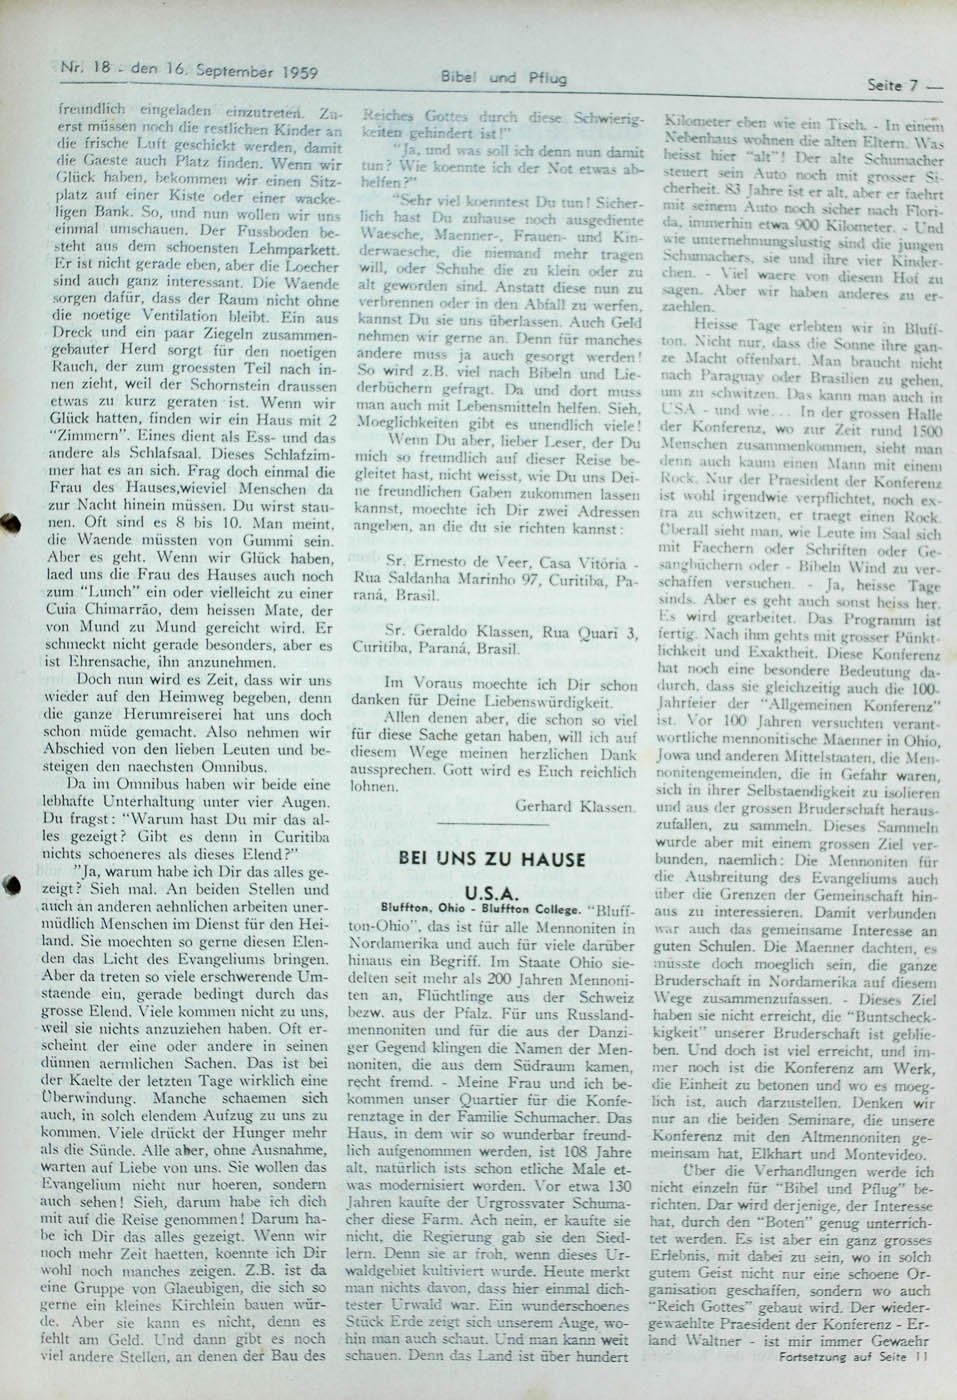 Nr. 18 - den 16. September 1959
Bibel und Pflug
Seite 7 —
freundlich eingeladen einzutreten. Zu-
erst müssen noch die restlichen Kinder an
die frische Luft geschickt werden, damit
die Gaeste auch Platz finden. Wenn wir
Glück haben, bekommen wir einen Sitz-
platz auf einer Kiste oder einer wacke-
ligen Bank. So, und nun wollen wir uns
einmal umschauen. Der Fussboden be-
steht aus dem schoensten Lehmparkett.
Er ist nicht gerade eben, aber die Loecher
sind auch ganz interessant. Die Waende
sorgen dafür, dass der Raum nicht ohne
die noetige Ventilation bleibt. Ein aus
Dreck und ein paar Ziegeln zusammen-
gebauter Herd sorgt für den noetigen
Rauch, der zum groessten Teil nach in-
nen zieht, weil der Schornstein draussen
etwas zu kurz geraten ist. Wenn wir
Glück hatten, finden wir ein Haus mit 2
"Zimmern". Eines dient als Ess- und das
andere als Schlafsaal. Dieses Schlafzim-
mer hat es an sich. Frag doch einmal die
Frau des Hauses,wieviel Menschen da
zur Nacht hinein müssen. Du wirst stau-
nen. Oft sind es 8 bis 10. Man meint,
die Waende müssten von Gummi sein.
Aber es geht. Wenn wir Glück haben,
laed uns die Frau des Hauses auch noch
zum "Lunch" ein oder vielleicht zu einer
Cuia Chimarrão, dem heissen Mate, der
von Mund zu Mund gereicht wird. Er
schmeckt nicht gerade besonders, aber es
ist Ehrensache, ihn anzunehmen.
Doch nun wird es Zeit, dass wir uns
wieder auf den Heimweg begeben, denn
die ganze Herumreiserei hat uns doch
schon müde gemacht. Also nehmen wir
Abschied von den lieben Leuten und be-
steigen den naechsten Omnibus.
Da im Omnibus haben wir beide eine
lebhafte Unterhaltung unter vier Augen.
Du fragst: "Warum hast Du mir das al-
les gezeigt? Gibt es denn in Curitiba
nichts schoeneres als dieses Elend?"
"Ja, warum habe ich Dir das alles ge-
zeigt? Sieh mal. An beiden Stellen und
auch an anderen aehnlichen arbeiten uner-
müdlich Menschen im Dienst für den Hei-
land. Sie moechten so gerne diesen Elen-
den das Licht des Evangeliums bringen.
Aber da treten so viele erschwerende Um-
staende ein, gerade bedingt durch das
grosse Elend. Viele kommen nicht zu uns,
weil sie nichts anzuziehen haben. Oft er-
scheint der eine oder andere in seinen
dünnen aermlichen Sachen. Das ist bei
der Kaelte der letzten Tage wirklich eine
Überwindung. Manche schaemen sich
auch, in solch elendem Aufzug zu uns zu
kommen. Viele drückt der Hunger mehr
als die Sünde. Alle aber, ohne Ausnahme,
warten auf Liebe von uns. Sie wollen das
Evangelium nicht nur hoeren, sondern
auch sehen! Sieh, darum habe ich dich
mit auf die Reise genommen! Darum ha-
be ich Dir das alles gezeigt. Wenn wir
noch mehr Zeit haetten, koennte ich Dir
wohl noch manches zeigen. Z.B. ist da
eine Gruppe von Glaeubigen, die sich so
gerne ein kleines Kirchlein bauen wür-
de. Aber sie kann es nicht, denn es
fehlt am Geld. Und dann gibt es noch
viel andere Stellen, an denen der Bau des
Reiches Gottes durch diese Schwierig-
keiten gehindert ist!"
"Ja, und was soll ich denn nun damit
tun? Wie koennte ich der Not etwas ab-
helfen?"
"Sehr viel koenntest Du tun! Sicher-
lich hast Du zuhause noch ausgediente
Waesche, Maenner-, Frauen- und Kin-
derwaesche, die niemand mehr tragen
will, oder Schuhe die zu klein oder zu
alt geworden sind. Anstatt diese nun zu
verbrennen oder in den Abfall zu werfen,
kannst Du sie uns überlassen. Auch Geld
nehmen wir gerne an. Denn für manches
andere muss ja auch gesorgt werden!
So wird z.B. viel nach Bibeln und Lie-
derbüchern gefragt. Da und dort muss
man auch mit Lebensmitteln helfen. Sieh,
Moeglichkeiten gibt es unendlich viele!
Wenn Du aber, lieber Leser, der Du
mich so freundlich auf dieser Reise be-
gleitet hast, nicht weisst, wie Du uns Dei-
ne freundlichen Gaben zukommen lassen
kannst, moechte ich Dir zwei Adressen
angeben, an die du sie richten kannst:
Sr. Ernesto de Veer, Casa Vitória -
Rua Saldanha Marinho 97, Curitiba, Pa-
raná, Brasil.
Sr. Geraldo Klassen, Rua Quari 3,
Curitiba, Paraná, Brasil.
Im Voraus moechte ich Dir schon
danken für Deine Liebenswürdigkeit.
Allen denen aber, die schon so viel
für diese Sache getan haben, will ich auf
diesem Wege meinen herzlichen Dank
aussprechen. Gott wird es Euch reichlich
lohnen.
Gerhard Klassen.
BEI UNS ZU HAUSE
U.S.A.
Bluffton, Ohio - Bluffton College. "Bluff-
ton-Ohio", das ist für alle Mennoniten in
Nordamerika und auch für viele darüber
hinaus ein Begriff. Im Staate Ohio sie-
delten seit mehr als 200 Jahren Mennoni-
ten an, Flüchtlinge aus der Schweiz
bezw. aus der Pfalz. Für uns Russland-
mennoniten und für die aus der Danzi-
ger Gegend klingen die Namen der Men-
noniten, die aus dem Südraum kamen,
recht fremd. - Meine Frau und ich be-
kommen unser Quartier für die Konfe-
renztage in der Familie Schumacher. Das
Haus, in dem wir so wunderbar freund-
lich aufgenommen werden, ist 108 Jahre
alt, natürlich ists schon etliche Male et-
was modernisiert worden. Vor etwa 130
Jahren kaufte der Urgrossvater Schuma-
cher diese Farm. Ach nein, er kaufte sie
nicht, die Regierung gab sie den Sied-
lern. Denn sie ar froh, wenn dieses Ur-
waldgebiet kultiviert wurde. Heute merkt
man nichts davon, dass hier einmal dich-
tester Urwald war. Ein wunderschoenes
Stück Erde zeigt sich unserem Auge, wo-
hin man auch schaut. Und man kann weit
schauen. Denn das Land ist über hundert
Kilometer eben wie ein Tisch. - In einem
Nebenhaus wohnen die alten Eltern. Was
heisst hier "alt"! Der alte Schumacher
steuert sein Auto noch mit grosser Si-
cherheit. 83 Jahre ist er alt, aber er faehrt
mit seinem Auto noch sicher nach Flori-
da, immerhin etwa 900 Kilometer. - Und
wie unternehmungslustig sind die jungen
Schumachers, sie und ihre vier Kinder-
chen. - Viel waere von diesem Hof zu
sagen. Aber wir haben anderes zu er-
zaehlen.
Heisse Tage erlebten wir in Bluff-
ton. Nicht nur, dass die Sonne ihre gan-
ze Macht offenbart. Man braucht nicht
nach Paraguay oder Brasilien zu gehen,
um zu schwitzen. Das kann man auch in
USA - und wie... In der grossen Halle
der Konferenz, wo zur Zeit rund 1500
Menschen zusammenkommen, sieht man
denn auch kaum einen Mann mit einem
Rock. Nur der Praesident der Konferenz
ist wohl irgendwie verpflichtet, noch ex-
tra zu schwitzen, er traegt einen Rock.
Überall sieht man, wie Leute im Saal sich
mit Faechern oder Schriften oder Ge-
sangbüchern oder - Bibeln Wind zu ver-
schaffen versuchen. - Ja, heisse Tage
sinds. Aber es geht auch sonst heiss her.
Es wird gearbeitet. Das Programm ist
fertig. Nach ihm gehts mit grosser Pünkt-
lichkeit und Exaktheit. Diese Konferenz
hat noch eine besondere Bedeutung da-
durch, dass sie gleichzeitig auch die 100-
Jahrfeier der "Allgemeinen Konferenz"
ist. Vor 100 Jahren versuchten verant-
wortliche mennonitische Maenner in Ohio,
Jowa und anderen Mittelstaaten, die Men-
nonitengemeinden, die in Gefahr waren,
sich in ihrer Selbstaendigkeit zu isolieren
und aus der grossen Bruderschaft heraus-
zufallen, zu sammeln. Dieses Sammeln
wurde aber mit einem grossen Ziel ver-
bunden, naemlich: Die Mennoniten für
die Ausbreitung des Evangeliums auch
über die Grenzen der Gemeinschaft hin-
aus zu interessieren. Damit verbunden
war auch das gemeinsame Interesse an
guten Schulen. Die Maenner dachten, es
müsste doch moeglich sein, die ganze
Bruderschaft in Nordamerika auf diesem
Wege zusammenzufassen. - Dieses Ziel
haben sie nicht erreicht, die "Buntscheck-
kigkeit" unserer Bruderschaft ist geblie-
ben. Und doch ist viel erreicht, und im-
mer noch ist die Konferenz am Werk,
die Einheit zu betonen und wo es moeg-
lich ist, auch darzustellen. Denken wir
nur an die beiden Seminare, die unsere
Konferenz mit den Altmennoniten ge-
meinsam hat, Elkhart und Montevideo.
Über die Verhandlungen werde ich
nicht einzeln für "Bibel und Pflug" be-
richten. Dar wird derjenige, der Interesse
hat, durch den "Boten" genug unterrich-
tet werden. Es ist aber ein ganz grosses
Erlebnis, mit dabei zu sein, wo in solch
gutem Geist nicht nur eine schoene Or-
ganisation geschaffen, sondern wo auch
"Reich Gottes" gebaut wird. Der wieder-
gewaehlte Praesident der Konferenz - Er-
land Waltner - ist mir immer Gewaehr
Fortsetzung auf Seite 11